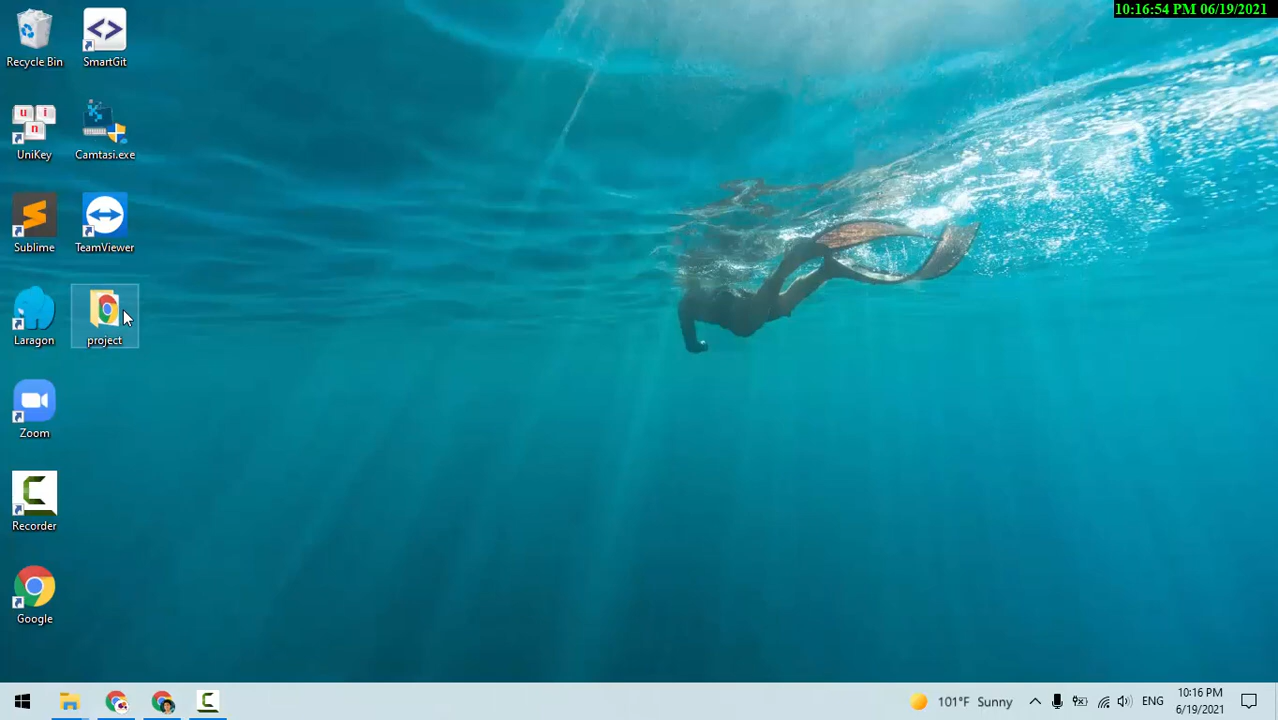 10:16:54 PM 06/19/2021
Recycle Bin
SmartGit
u i n
UniKey
Camtasi.exe
Sublime
TeamViewer
Laragon
project
Zoom
Recorder
Google
101°F Sunny
ENG
10:16 PM
6/19/2021